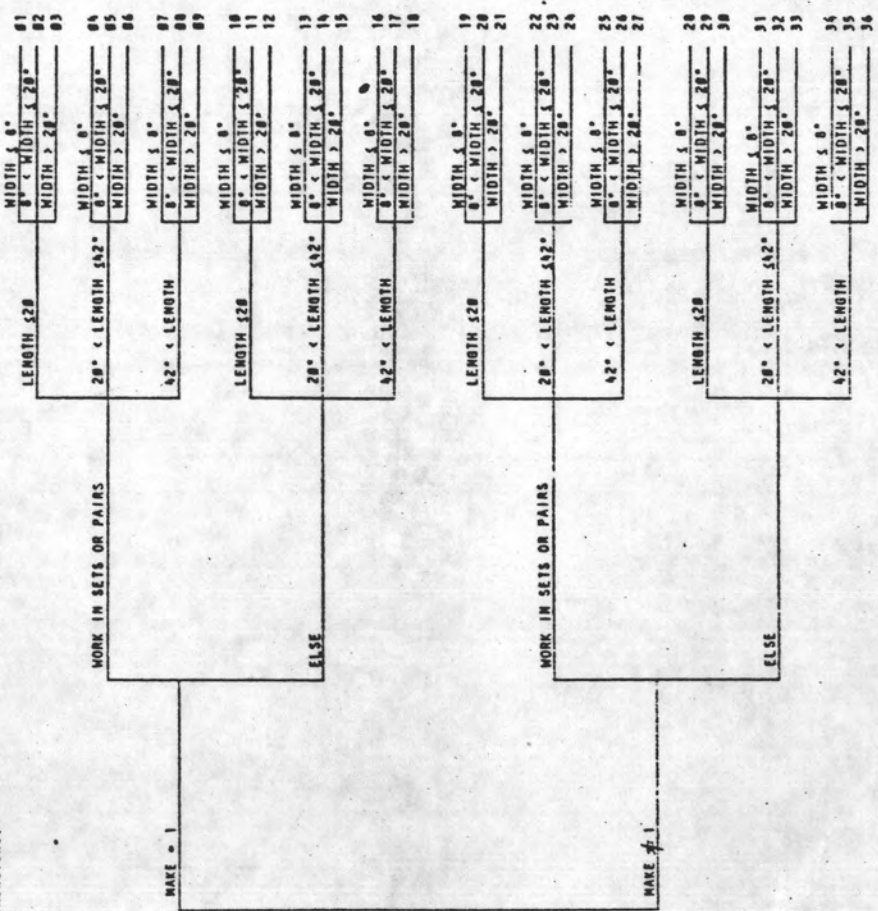 MAKE = 1
WORK IN SETS OR PAIRS
LENGTH ≤20
WIDTH ≤ 8" 01
8" < WIDTH ≤ 20" 02
WIDTH > 20" 03
20" < LENGTH ≤42"
WIDTH ≤ 8" 04
8" < WIDTH ≤ 20" 05
WIDTH > 20" 06
42" < LENGTH
WIDTH ≤ 8" 07
8" < WIDTH ≤ 20" 08
WIDTH > 20" 09
ELSE
LENGTH ≤20
WIDTH ≤ 8" 10
8" < WIDTH ≤ 20" 11
WIDTH > 20" 12
20" < LENGTH ≤42"
WIDTH ≤ 8" 13
8" < WIDTH ≤ 20" 14
WIDTH > 20" 15
42" < LENGTH
WIDTH ≤ 8" 16
8" < WIDTH ≤ 20" 17
WIDTH > 20" 18
MAKE ≠ 1
WORK IN SETS OR PAIRS
LENGTH ≤20
WIDTH ≤ 8" 19
8" < WIDTH ≤ 20" 20
WIDTH > 20" 21
20" < LENGTH ≤42"
WIDTH ≤ 8" 22
8" < WIDTH ≤ 20" 23
WIDTH > 20" 24
42" < LENGTH
WIDTH ≤ 8" 25
8" < WIDTH ≤ 20" 26
WIDTH > 20" 27
ELSE
LENGTH ≤20
WIDTH ≤ 8" 28
8" < WIDTH ≤ 20" 29
WIDTH > 20" 30
20" < LENGTH ≤42"
WIDTH ≤ 8" 31
8" < WIDTH ≤ 20" 32
WIDTH > 20" 33
42" < LENGTH
WIDTH ≤ 8" 34
8" < WIDTH ≤ 20" 35
WIDTH > 20" 36